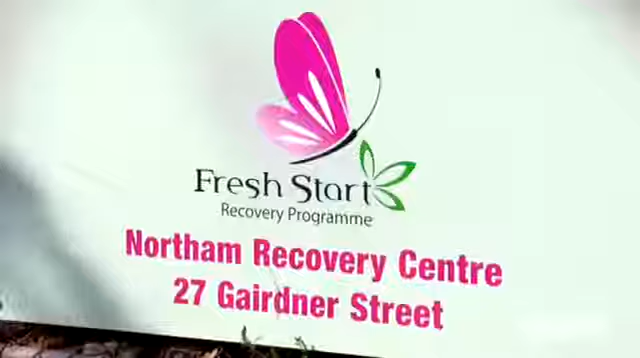 Fresh Start
Recovery Programme
Northam Recovery Centre
27 Gairdner Street